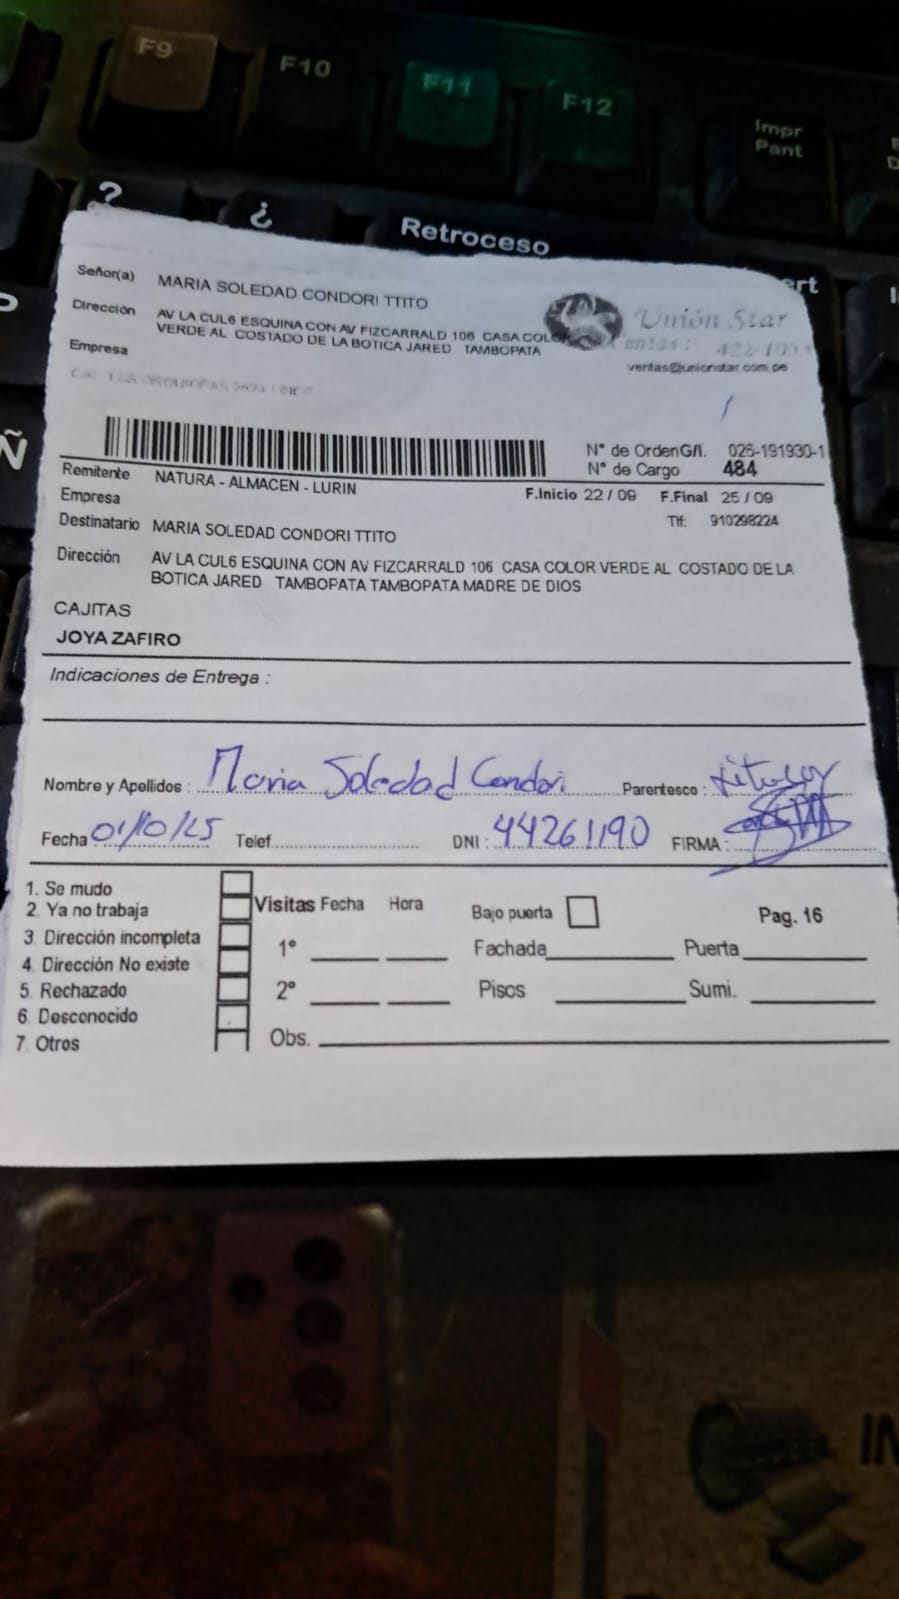 F9 F10 F11 F12 Impr Pant
? ¿ Retroceso
ert
Ñ
Señor(a) MARIA SOLEDAD CONDORI TTITO
Dirección AV LA CUL6 ESQUINA CON AV FIZCARRALD 106 CASA COLOR
VERDE AL COSTADO DE LA BOTICA JARED TAMBOPATA
Unión Star
Empresa
ventas@unionstar.com.pe
N° de Orden G/I. 026-191930-1
N° de Cargo 484
Remitente NATURA - ALMACEN - LURIN
Empresa F.Inicio 22 / 09 F.Final 25 / 09
Destinatario MARIA SOLEDAD CONDORI TTITO Tlf: 910298224
Dirección AV LA CUL6 ESQUINA CON AV FIZCARRALD 106 CASA COLOR VERDE AL COSTADO DE LA
BOTICA JARED TAMBOPATA TAMBOPATA MADRE DE DIOS
CAJITAS
JOYA ZAFIRO
Indicaciones de Entrega :
Nombre y Apellidos : Maria Soledad Condori Parentesco : titular
Fecha 01/10/25 Telef. DNI : 44261190 FIRMA :
1. Se mudo
2. Ya no trabaja
3. Dirección incompleta
4. Dirección No existe
5. Rechazado
6. Desconocido
7. Otros
Visitas Fecha Hora Bajo puerta Pag. 16
1° Fachada Puerta
2° Pisos Sumi.
Obs.
IN